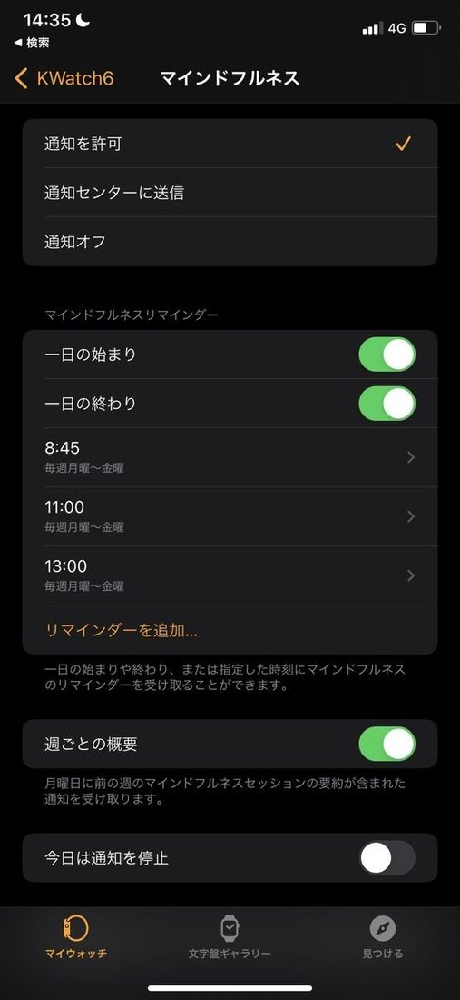 14:35
4G
検索
KWatch6
マインドフルネス
通知を許可
通知センターに送信
通知オフ
マインドフルネスリマインダー
一日の始まり
一日の終わり
8:45
毎週月曜〜金曜
11:00
毎週月曜〜金曜
13:00
毎週月曜〜金曜
リマインダーを追加...
一日の始まりや終わり、または指定した時刻にマインドフルネス
のリマインダーを受け取ることができます。
週ごとの概要
月曜日に前の週のマインドフルネスセッションの要約が含まれた
通知を受け取ります。
今日は通知を停止
マイウォッチ
文字盤ギャラリー
見つける